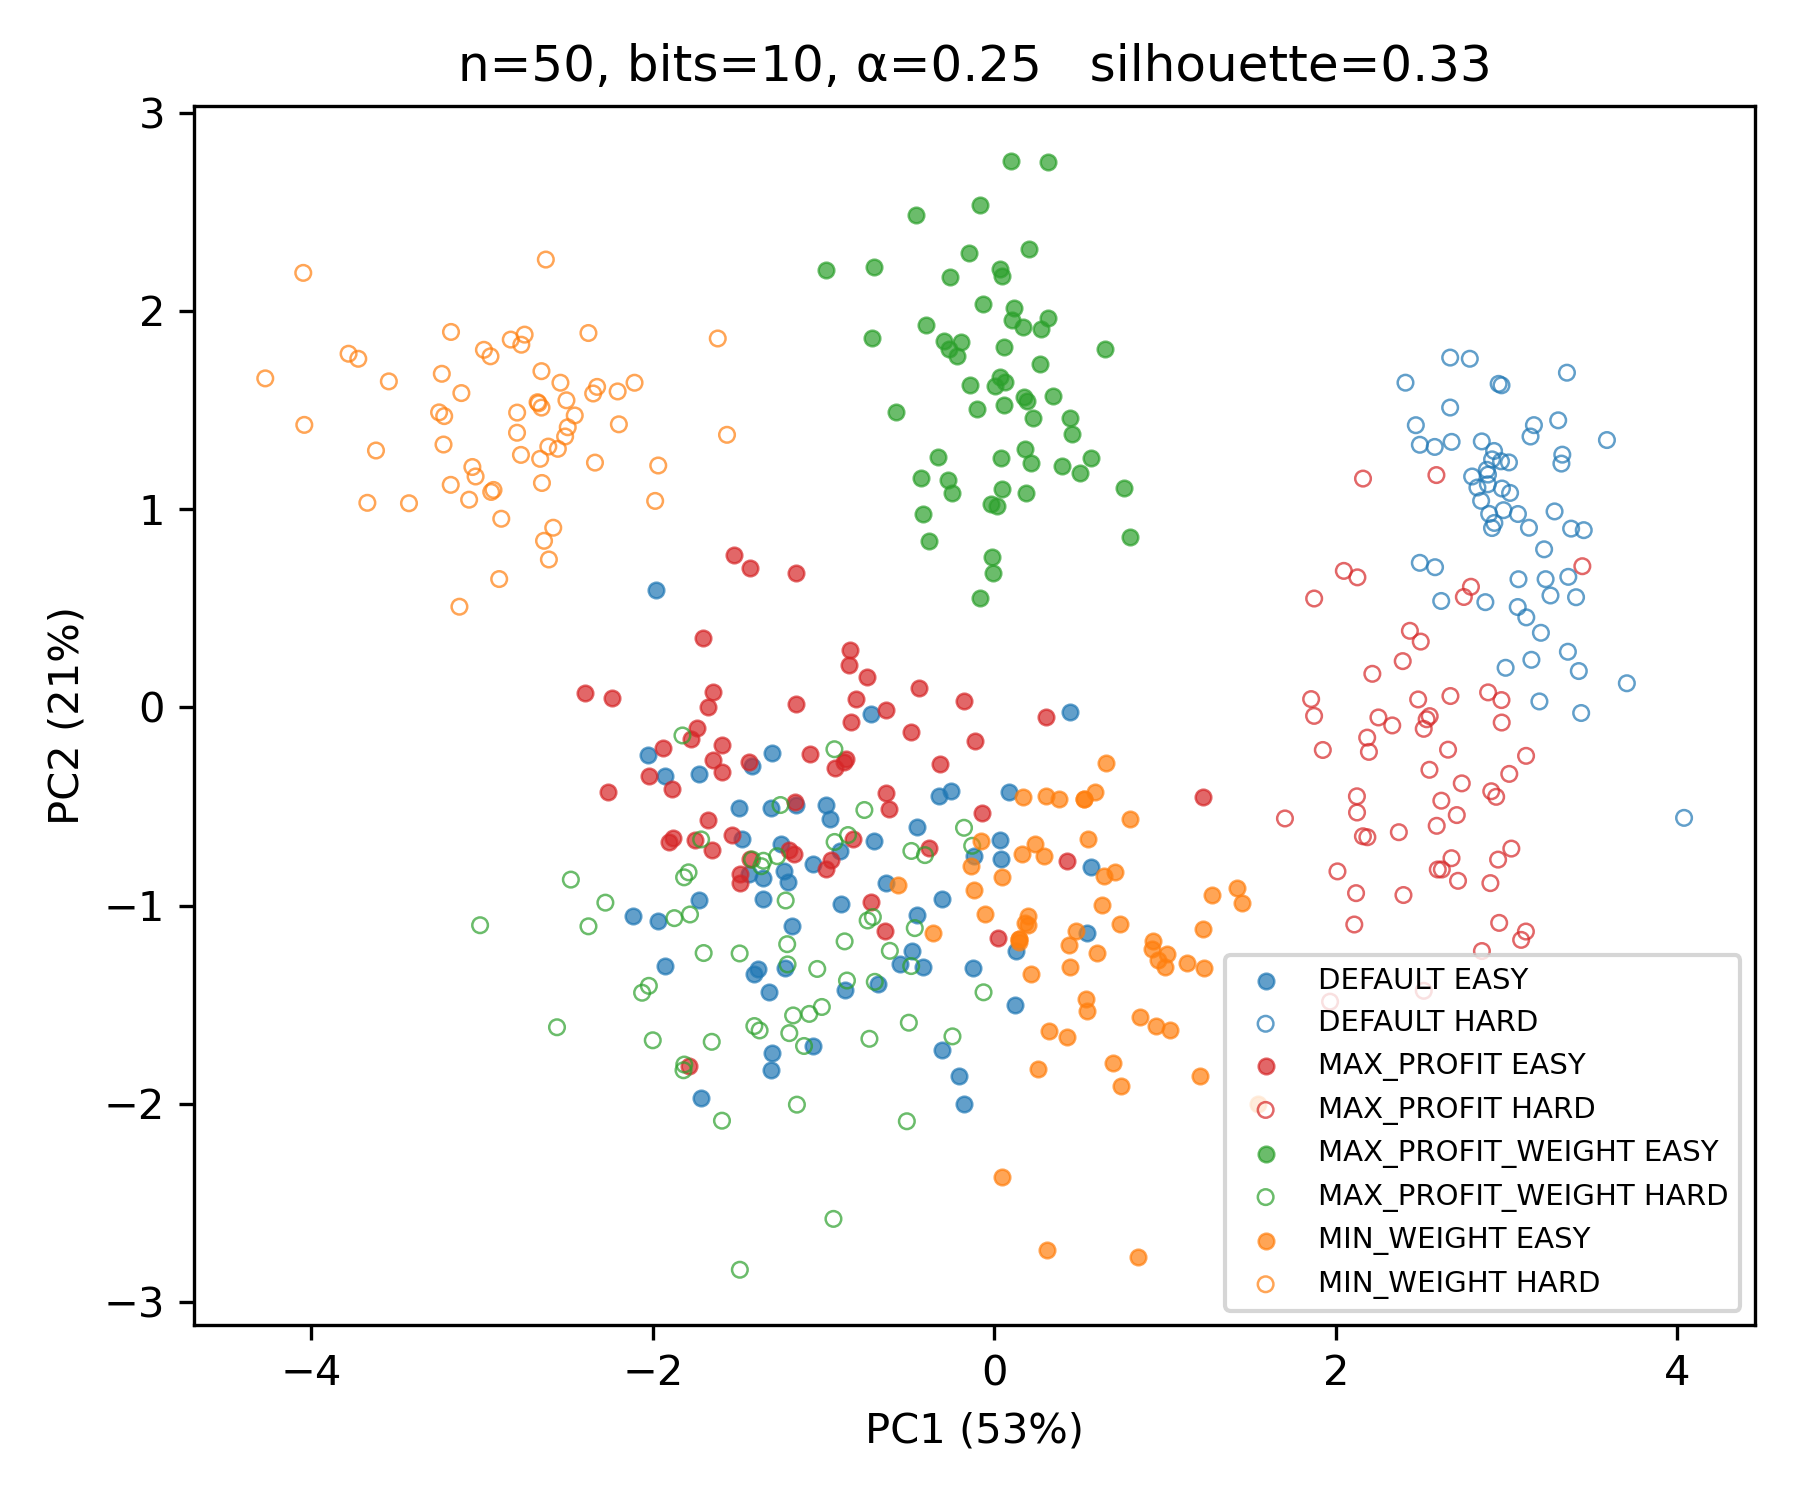 n=50, bits=10, α=0.25 silhouette=0.33
3
2
1
0
−1
−2
−3
PC2 (21%)
−4
−2
0
2
4
PC1 (53%)
DEFAULT EASY
DEFAULT HARD
MAX_PROFIT EASY
MAX_PROFIT HARD
MAX_PROFIT_WEIGHT EASY
MAX_PROFIT_WEIGHT HARD
MIN_WEIGHT EASY
MIN_WEIGHT HARD